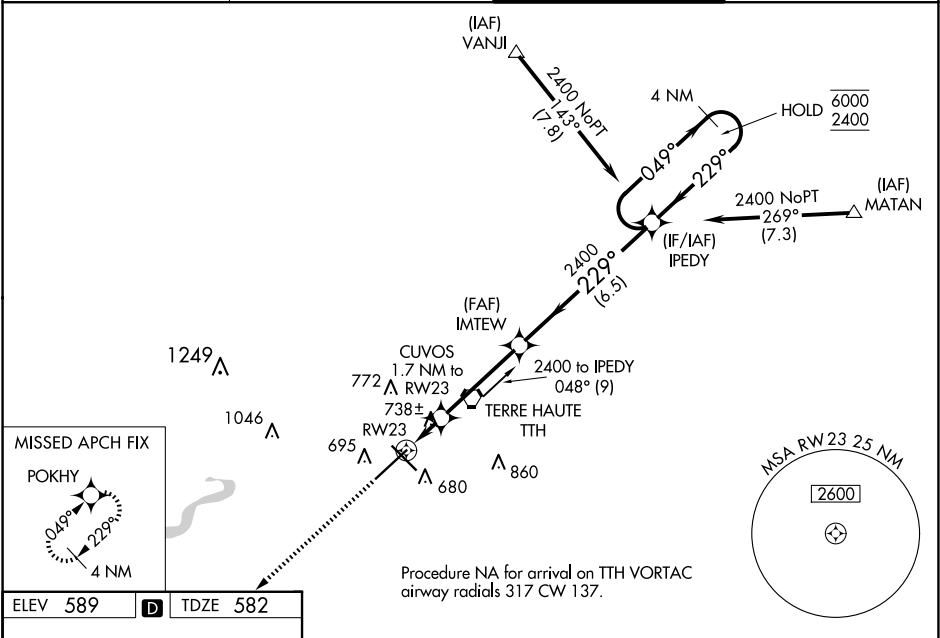 (IAF)
VANJI
2400 NoPT
143°
(7.8)
4 NM
HOLD 6000
2400
049°
229°
2400 NoPT
269°
(7.3)
(IAF)
MATAN
(IF/IAF)
IPEDY
2400
229°
(6.5)
(FAF)
IMTEW
CUVOS
1.7 NM to
RW23
2400 to IPEDY
048° (9)
TERRE HAUTE
TTH
1249
772
738±
1046
RW23
695
680
860
MISSED APCH FIX
POKHY
049°
229°
4 NM
MSA RW23 25 NM
2600
Procedure NA for arrival on TTH VORTAC
airway radials 317 CW 137.
ELEV 589 D TDZE 582